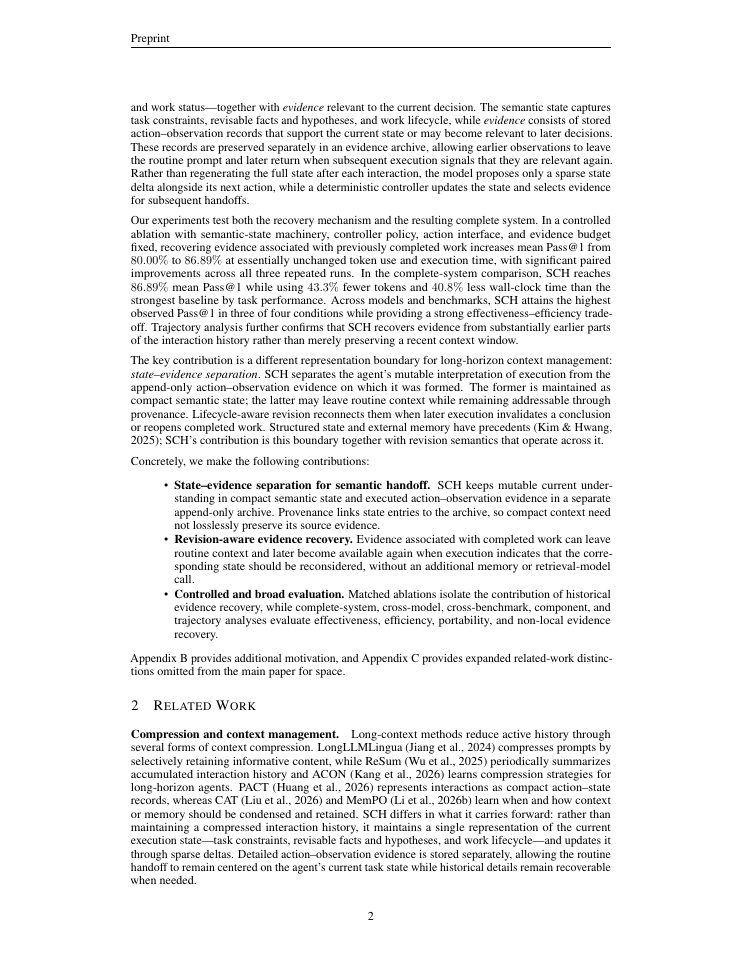 Preprint
and work status—together with evidence relevant to the current decision. The semantic state captures
task constraints, revisable facts and hypotheses, and work lifecycle, while evidence consists of stored
action–observation records that support the current state or may become relevant to later decisions.
These records are preserved separately in an evidence archive, allowing earlier observations to leave
the routine prompt and later return when subsequent execution signals that they are relevant again.
Rather than regenerating the full state after each interaction, the model proposes only a sparse state
delta alongside its next action, while a deterministic controller updates the state and selects evidence
for subsequent handoffs.
Our experiments test both the recovery mechanism and the resulting complete system. In a controlled
ablation with semantic-state machinery, controller policy, action interface, and evidence budget
fixed, recovering evidence associated with previously completed work increases mean Pass@1 from
80.00% to 86.89% at essentially unchanged token use and execution time, with significant paired
improvements across all three repeated runs. In the complete-system comparison, SCH reaches
86.89% mean Pass@1 while using 43.3% fewer tokens and 40.8% less wall-clock time than the
strongest baseline by task performance. Across models and benchmarks, SCH attains the highest
observed Pass@1 in three of four conditions while providing a strong effectiveness–efficiency trade-
off. Trajectory analysis further confirms that SCH recovers evidence from substantially earlier parts
of the interaction history rather than merely preserving a recent context window.
The key contribution is a different representation boundary for long-horizon context management:
state–evidence separation. SCH separates the agent's mutable interpretation of execution from the
append-only action–observation evidence on which it was formed. The former is maintained as
compact semantic state; the latter may leave routine context while remaining addressable through
provenance. Lifecycle-aware revision reconnects them when later execution invalidates a conclusion
or reopens completed work. Structured state and external memory have precedents (Kim & Hwang,
2025); SCH's contribution is this boundary together with revision semantics that operate across it.
Concretely, we make the following contributions:
• State–evidence separation for semantic handoff. SCH keeps mutable current under-
standing in compact semantic state and executed action–observation evidence in a separate
append-only archive. Provenance links state entries to the archive, so compact context need
not losslessly preserve its source evidence.
• Revision-aware evidence recovery. Evidence associated with completed work can leave
routine context and later become available again when execution indicates that the corre-
sponding state should be reconsidered, without an additional memory or retrieval-model
call.
• Controlled and broad evaluation. Matched ablations isolate the contribution of historical
evidence recovery, while complete-system, cross-model, cross-benchmark, component, and
trajectory analyses evaluate effectiveness, efficiency, portability, and non-local evidence
recovery.
Appendix B provides additional motivation, and Appendix C provides expanded related-work distinc-
tions omitted from the main paper for space.
2 RELATED WORK
Compression and context management. Long-context methods reduce active history through
several forms of context compression. LongLLMLingua (Jiang et al., 2024) compresses prompts by
selectively retaining informative content, while ReSum (Wu et al., 2025) periodically summarizes
accumulated interaction history and ACON (Kang et al., 2026) learns compression strategies for
long-horizon agents. PACT (Huang et al., 2026) represents interactions as compact action–state
records, whereas CAT (Liu et al., 2026) and MemPO (Li et al., 2026b) learn when and how context
or memory should be condensed and retained. SCH differs in what it carries forward: rather than
maintaining a compressed interaction history, it maintains a single representation of the current
execution state—task constraints, revisable facts and hypotheses, and work lifecycle—and updates it
through sparse deltas. Detailed action–observation evidence is stored separately, allowing the routine
handoff to remain centered on the agent's current task state while historical details remain recoverable
when needed.
2